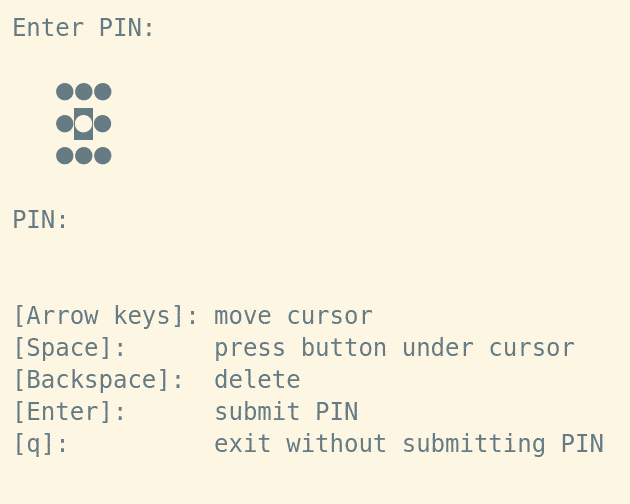 Enter PIN:
●●●
●●●
●●●
PIN:
[Arrow keys]: move cursor
[Space]:      press button under cursor
[Backspace]:  delete
[Enter]:      submit PIN
[q]:          exit without submitting PIN